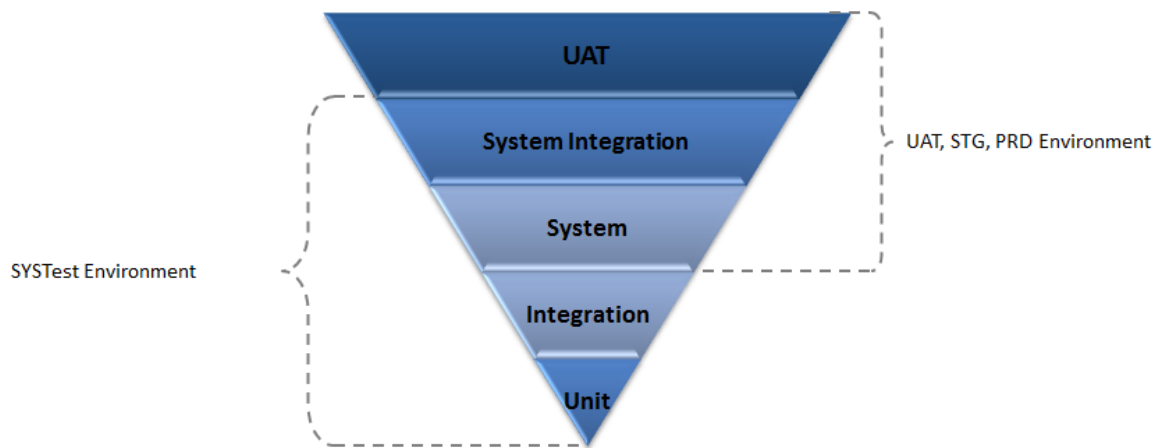 UAT
System Integration
UAT, STG, PRD Environment
System
SYSTest Environment
Integration
Unit